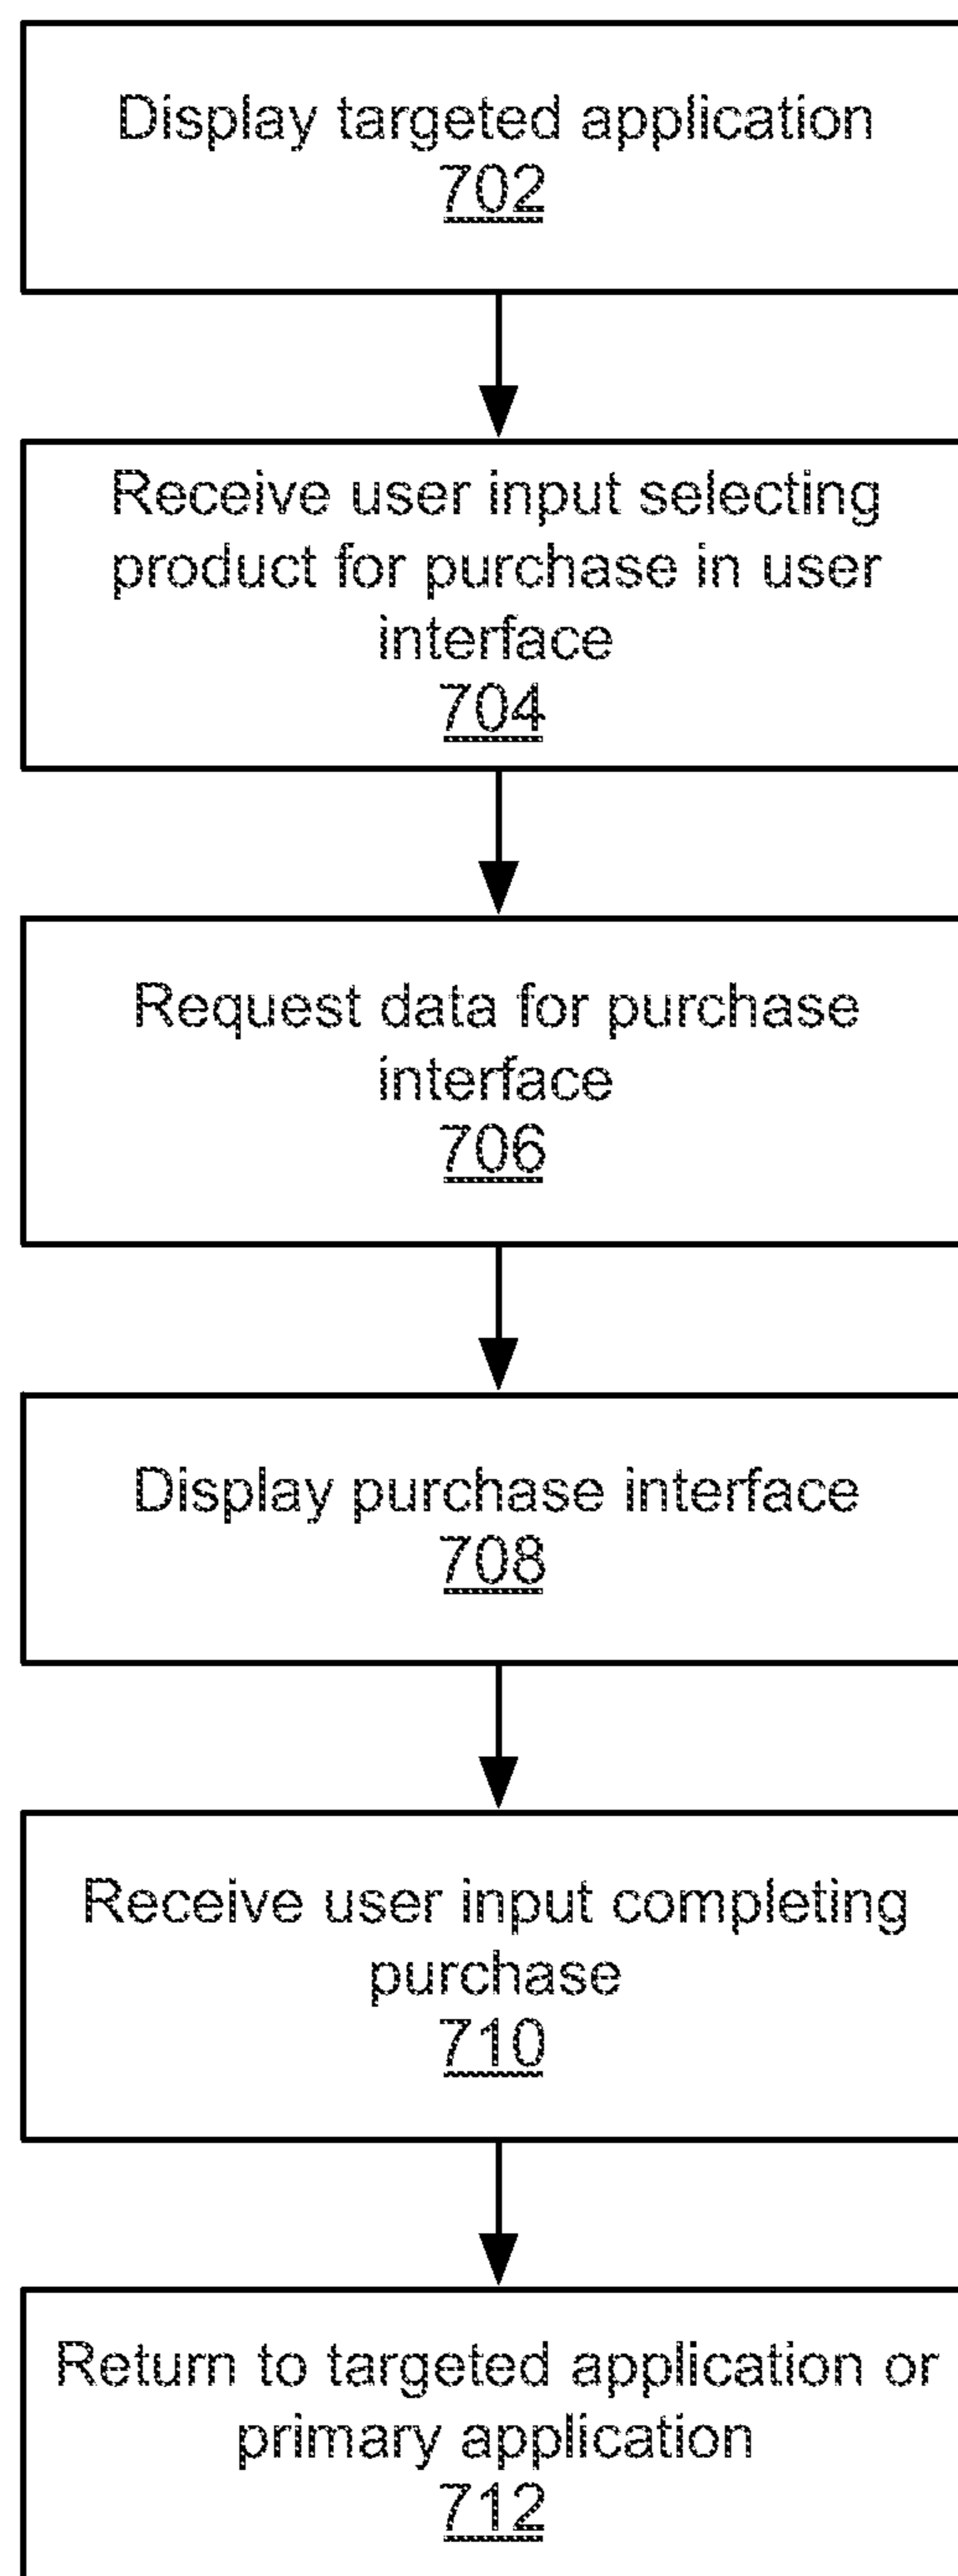 Display targeted application
702
Receive user input selecting
product for purchase in user
interface
704
Request data for purchase
interface
706
Display purchase interface
708
Receive user input completing
purchase
710
Return to targeted application or
primary application
712